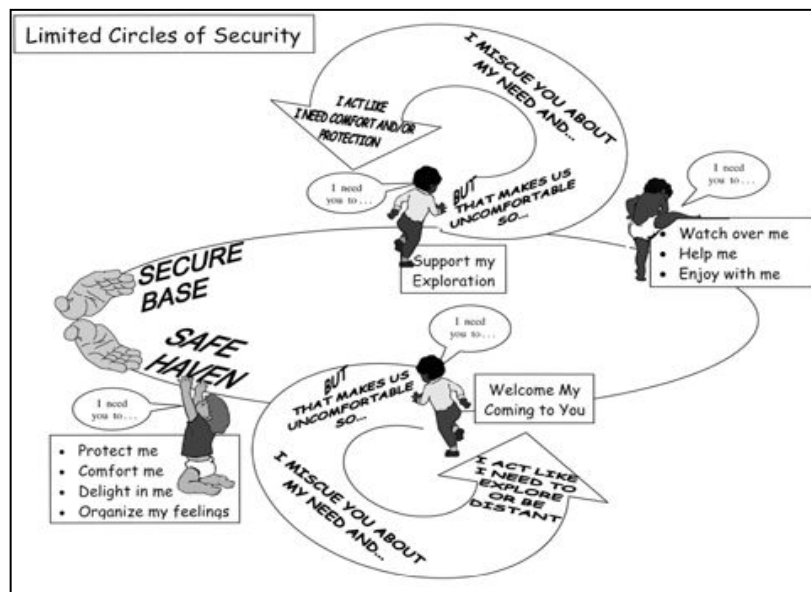 Limited Circles of Security
I MISCUE YOU ABOUT
MY NEED AND...
I ACT LIKE
I NEED COMFORT AND/OR
PROTECTION
I need
you to...
BUT
THAT MAKES US
UNCOMFORTABLE
SO...
I need
you to...
• Watch over me
• Help me
• Enjoy with me
Support my
Exploration
SECURE
BASE
SAFE
HAVEN
I need
you to...
BUT
THAT MAKES US
UNCOMFORTABLE
SO...
Welcome My
Coming to You
I need
you to...
• Protect me
• Comfort me
• Delight in me
• Organize my feelings
I MISCUE YOU ABOUT
MY NEED AND...
I ACT LIKE
I NEED TO
EXPLORE
OR BE
DISTANT